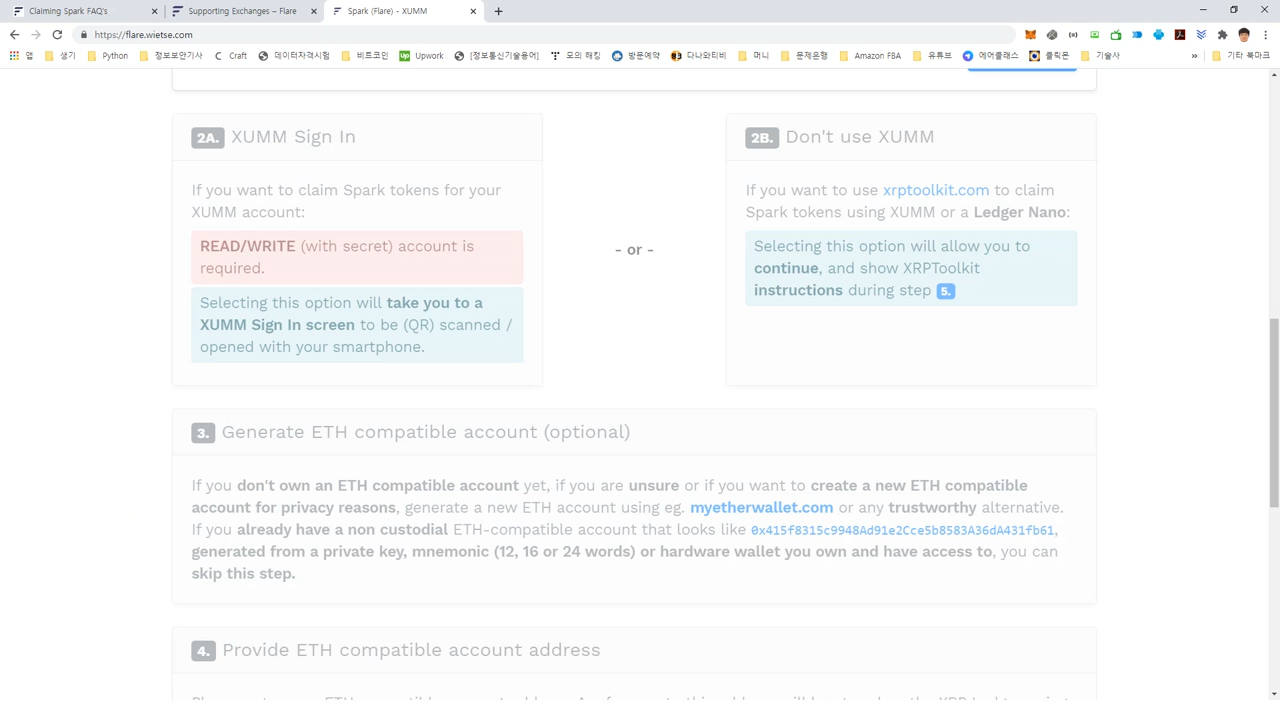 Claiming Spark FAQ's
Supporting Exchanges – Flare
Spark (Flare) - XUMM
https://flare.wietse.com
앱
생기
Python
정보보안기사
Craft
데이터자격시험
비트코인
Up Upwork
[정보통신기술용어]
모의 해킹
방문예약
다나와티비
머니
문제은행
Amazon FBA
유튜브
에어클래스
클릭폰
기술사
»
기타 북마크
2A. XUMM Sign In
If you want to claim Spark tokens for your
XUMM account:
READ/WRITE (with secret) account is
required.
Selecting this option will take you to a
XUMM Sign In screen to be (QR) scanned /
opened with your smartphone.
- or -
2B. Don't use XUMM
If you want to use xrptoolkit.com to claim
Spark tokens using XUMM or a Ledger Nano:
Selecting this option will allow you to
continue, and show XRPToolkit
instructions during step 5.
3. Generate ETH compatible account (optional)
If you don't own an ETH compatible account yet, if you are unsure or if you want to create a new ETH compatible
account for privacy reasons, generate a new ETH account using eg. myetherwallet.com or any trustworthy alternative.
If you already have a non custodial ETH-compatible account that looks like 0x415f8315c9948Ad91e2Cce5b8583A36dA431fb61,
generated from a private key, mnemonic (12, 16 or 24 words) or hardware wallet you own and have access to, you can
skip this step.
4. Provide ETH compatible account address